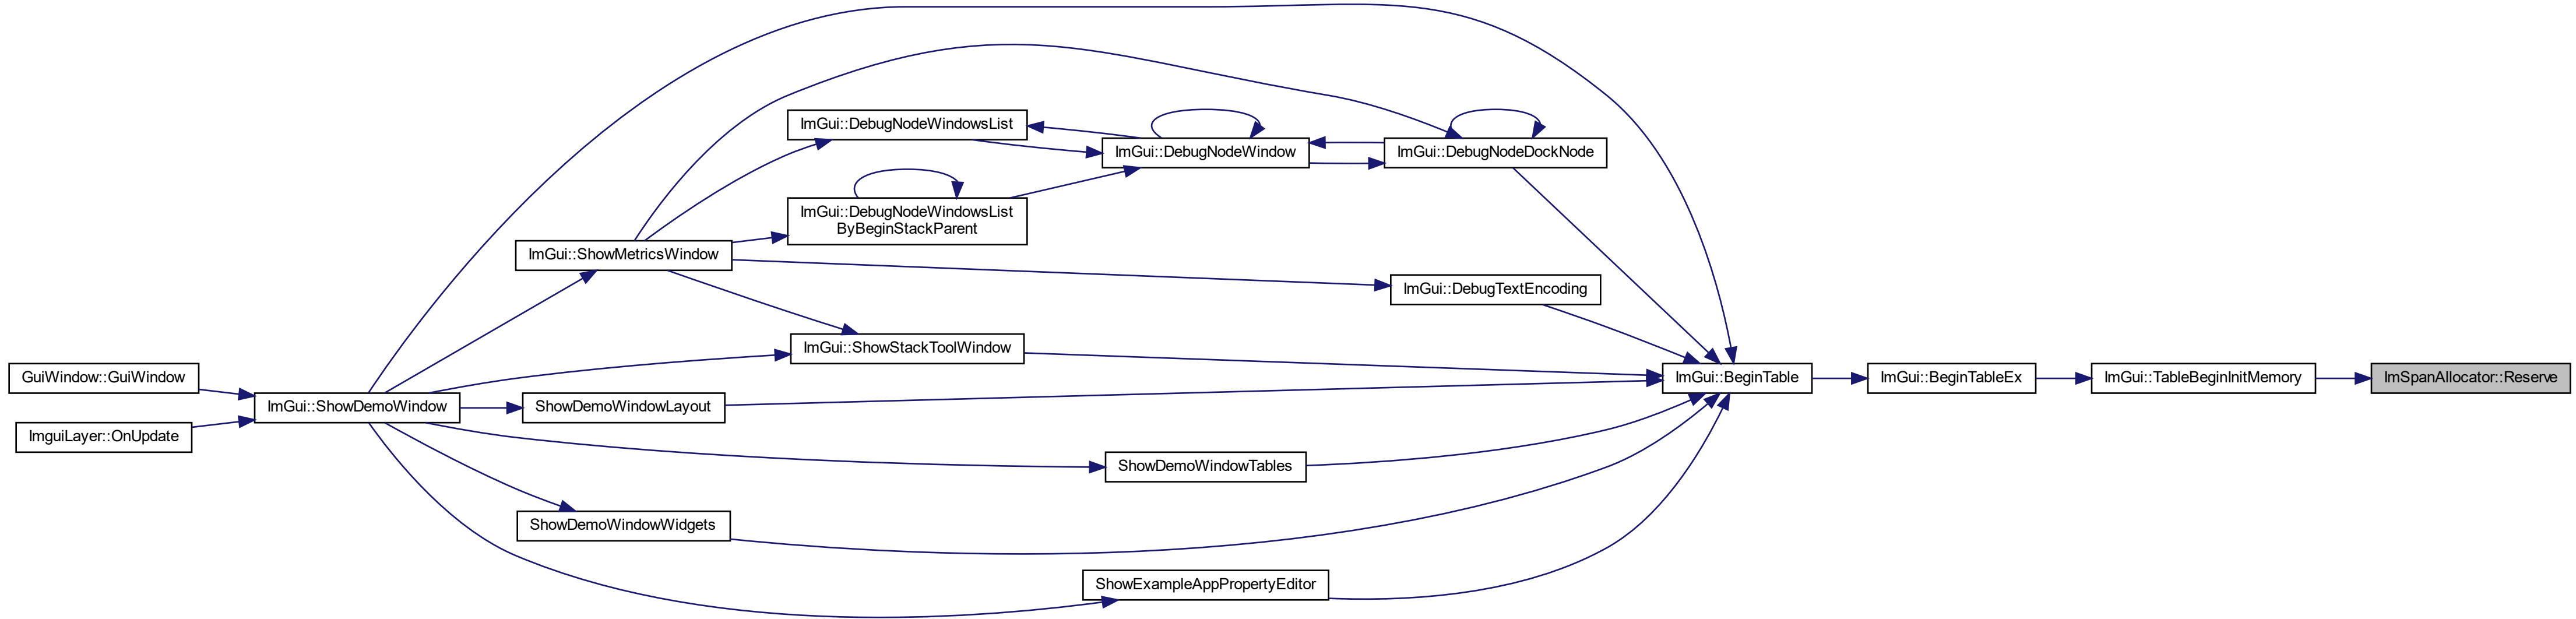 ImGui::DebugNodeWindowsList
ImGui::DebugNodeWindow
ImGui::DebugNodeDockNode
ImGui::DebugNodeWindowsList
ByBeginStackParent
ImGui::ShowMetricsWindow
ImGui::DebugTextEncoding
ImGui::ShowStackToolWindow
GuiWindow::GuiWindow
ImGui::BeginTable
ImGui::BeginTableEx
ImGui::TableBeginInitMemory
ImSpanAllocator::Reserve
ImGui::ShowDemoWindow
ShowDemoWindowLayout
ImguiLayer::OnUpdate
ShowDemoWindowTables
ShowDemoWindowWidgets
ShowExampleAppPropertyEditor